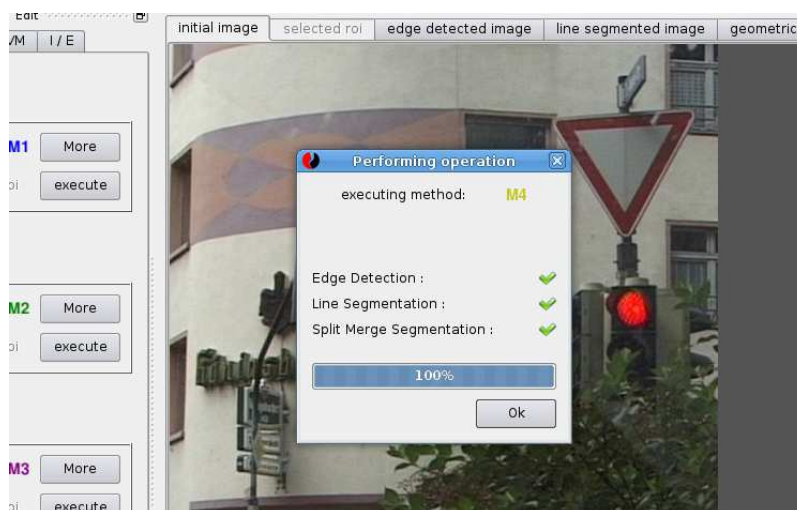 Edit
/M I / E
initial image selected roi edge detected image line segmented image geometric
M1 More
oi execute
M2 More
oi execute
M3 More
oi execute
Performing operation
executing method: M4
Edge Detection :
Line Segmentation :
Split Merge Segmentation :
100%
Ok